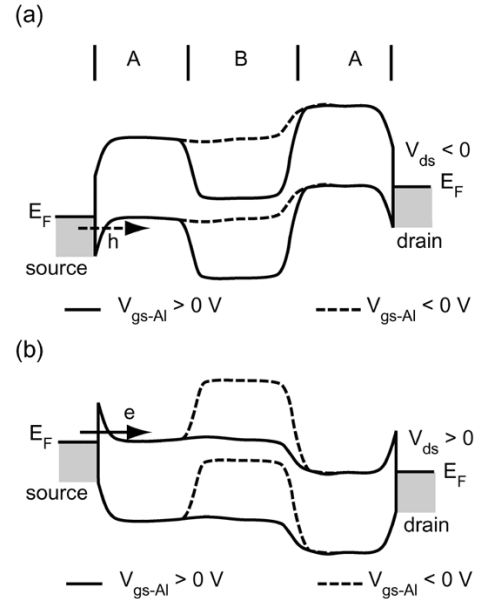 (a)
A B A
V_ds < 0
E_F E_F
h
source drain
V_gs-Al > 0 V V_gs-Al < 0 V
(b)
e
V_ds > 0
E_F E_F
source drain
V_gs-Al > 0 V V_gs-Al < 0 V